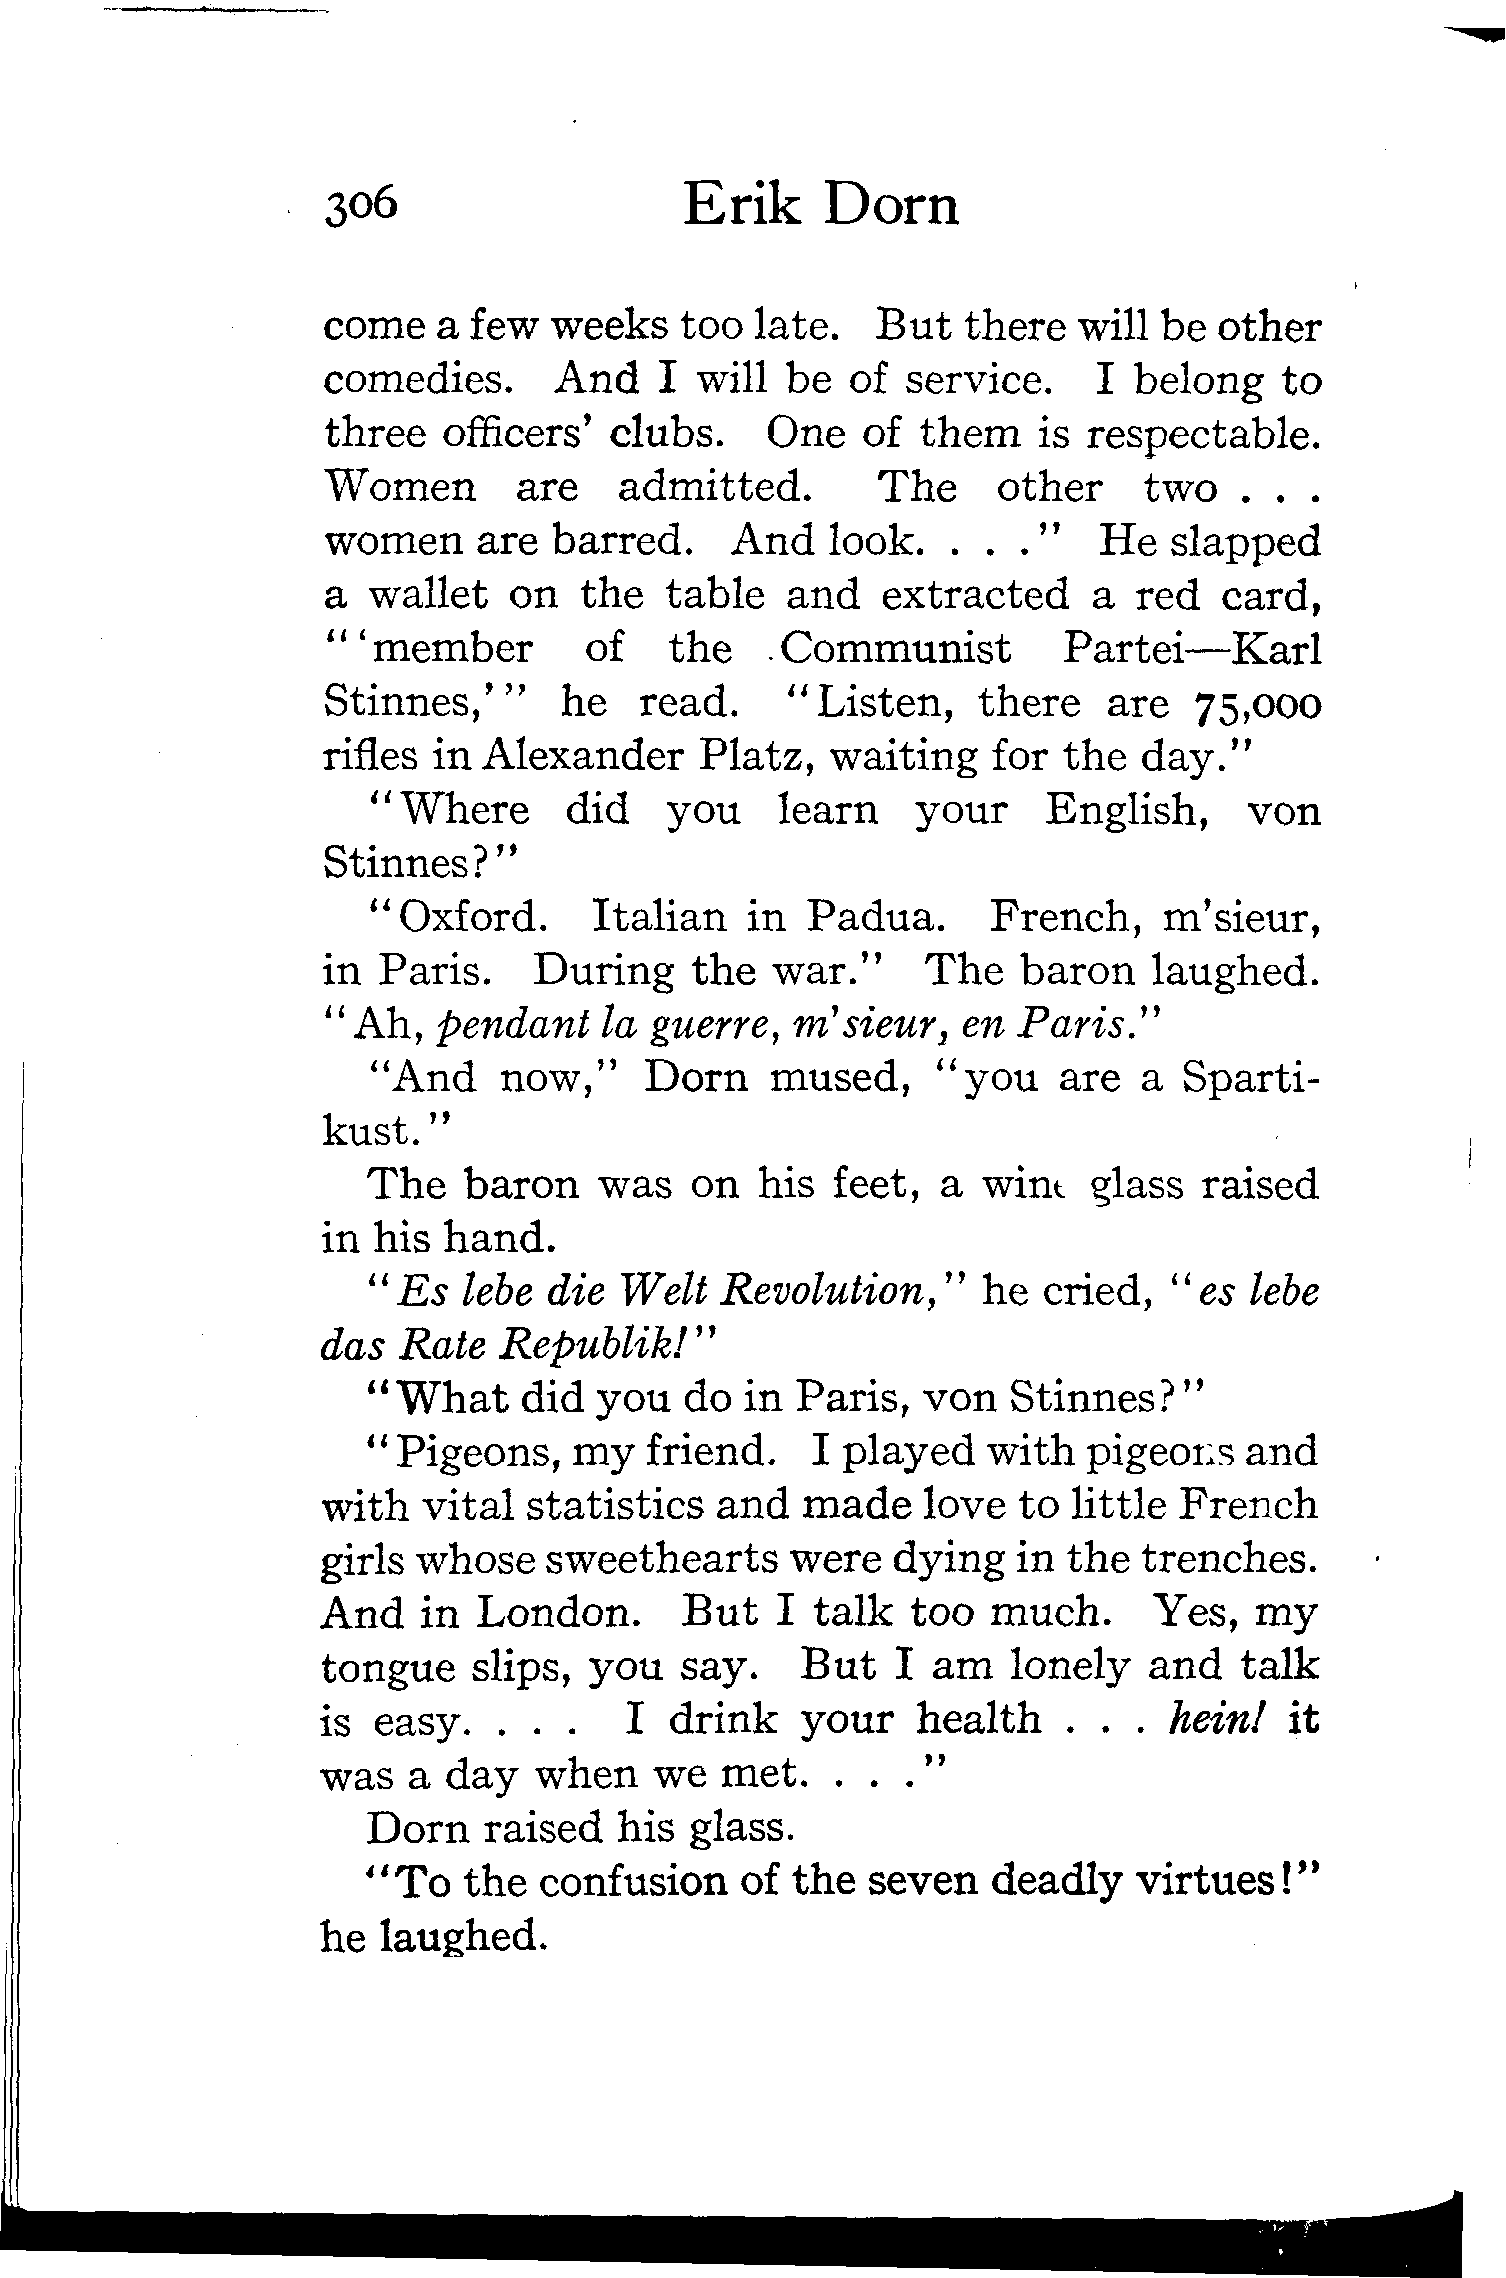 306 Erik Dorn
come a few weeks too late. But there will be other
comedies. And I will be of service. I belong to
three officers' clubs. One of them is respectable.
Women are admitted. The other two . . .
women are barred. And look. . . ." He slapped
a wallet on the table and extracted a red card,
"'member of the Communist Partei—Karl
Stinnes,'" he read. "Listen, there are 75,000
rifles in Alexander Platz, waiting for the day."
"Where did you learn your English, von
Stinnes?"
"Oxford. Italian in Padua. French, m'sieur,
in Paris. During the war." The baron laughed.
"Ah, pendant la guerre, m'sieur, en Paris."
"And now," Dorn mused, "you are a Sparti-
kust."
The baron was on his feet, a wine glass raised
in his hand.
"Es lebe die Welt Revolution," he cried, "es lebe
das Rate Republik!"
"What did you do in Paris, von Stinnes?"
"Pigeons, my friend. I played with pigeons and
with vital statistics and made love to little French
girls whose sweethearts were dying in the trenches.
And in London. But I talk too much. Yes, my
tongue slips, you say. But I am lonely and talk
is easy. . . . I drink your health . . . hein! it
was a day when we met. . . ."
Dorn raised his glass.
"To the confusion of the seven deadly virtues!"
he laughed.